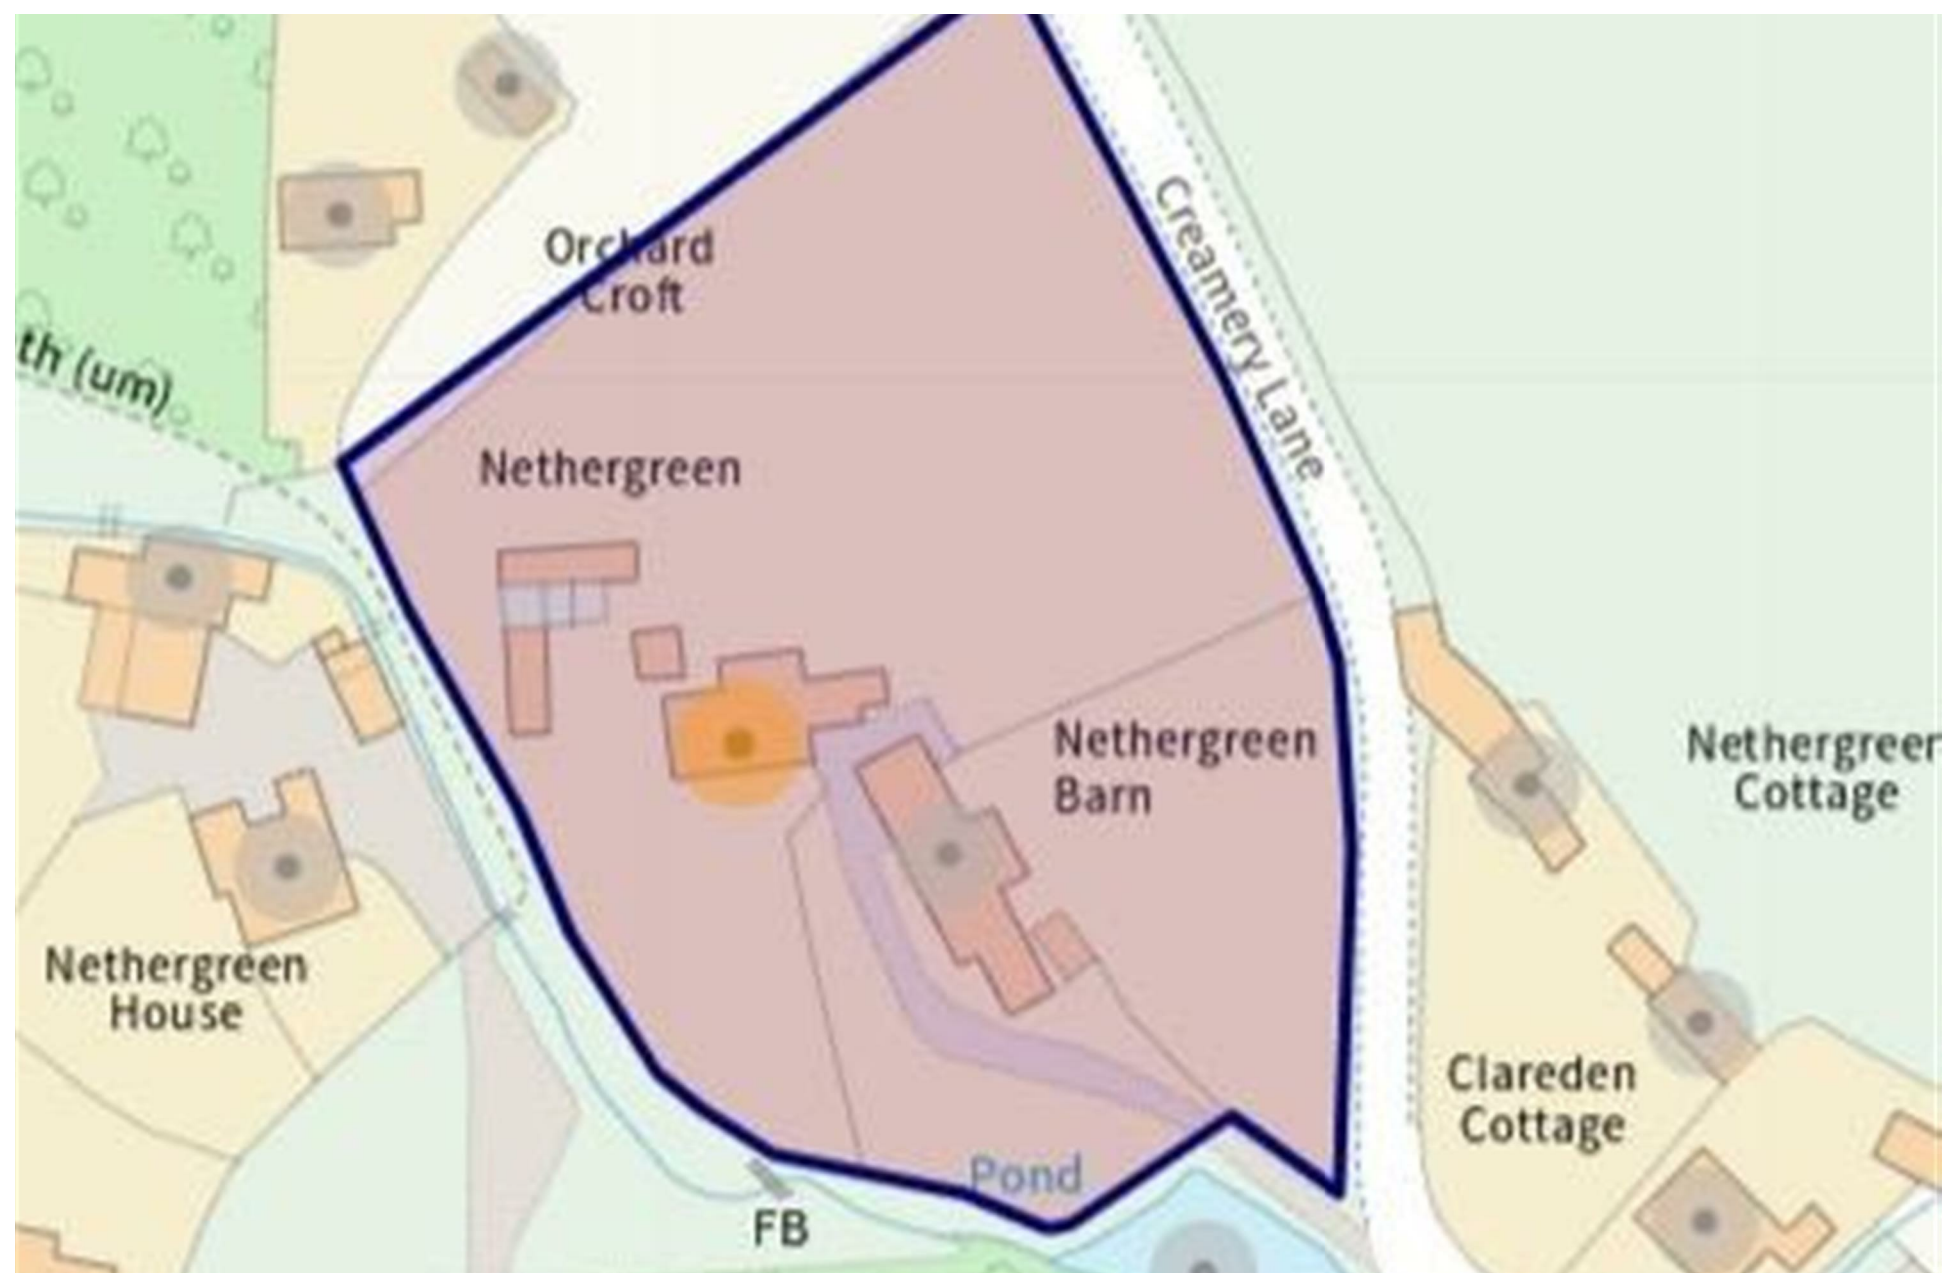 Orchard
Croft
Creamery Lane
th (um)
Nethergreen
Nethergreen
Barn
Nethergreen
Cottage
Nethergreen
House
Clareden
Cottage
Pond
FB